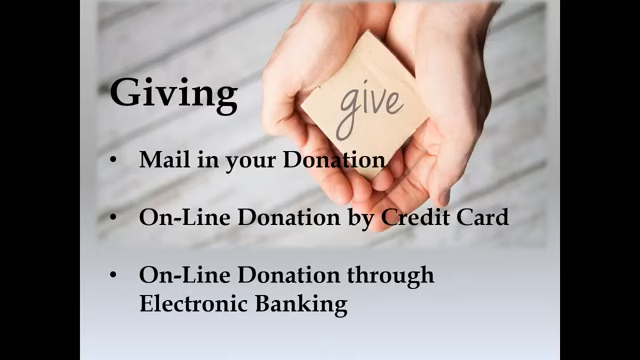 give
Giving
• Mail in your Donation
• On-Line Donation by Credit Card
• On-Line Donation through
Electronic Banking